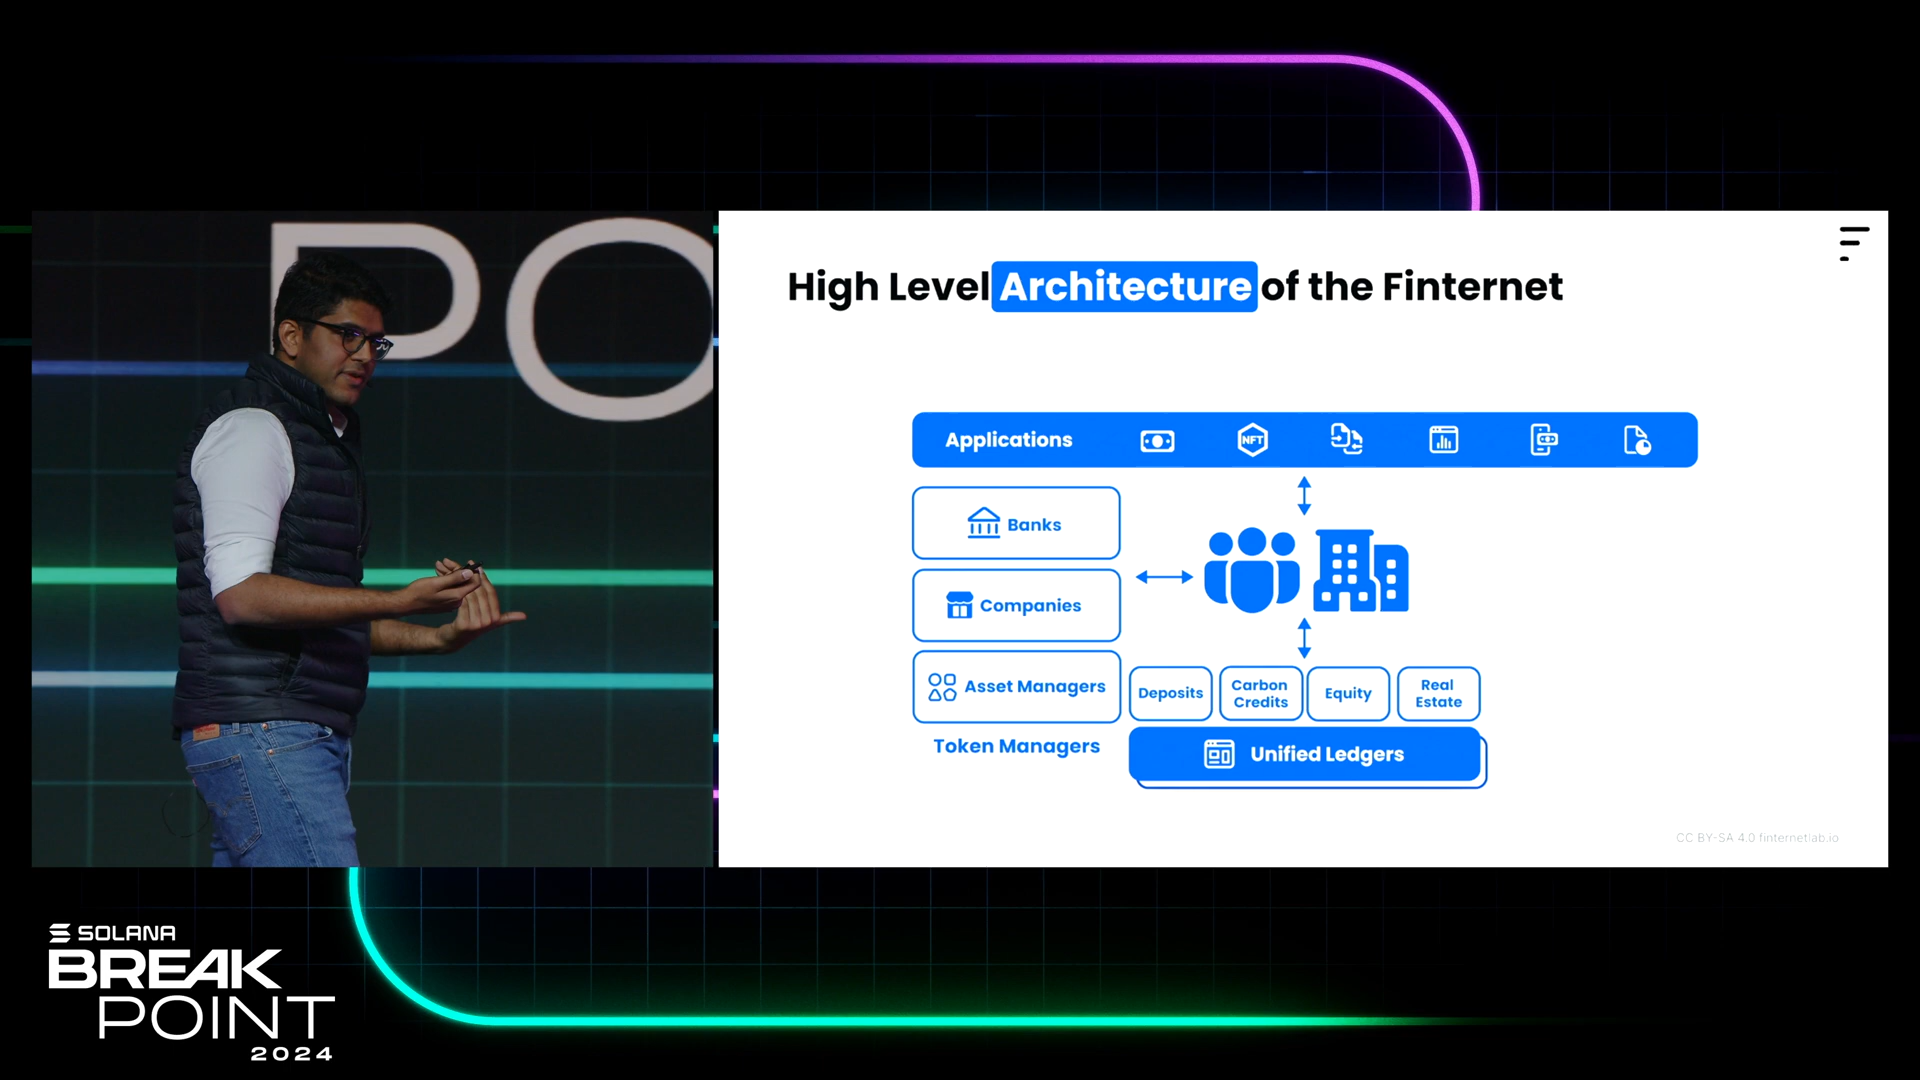 PO
High Level Architecture of the Finternet
Applications
NFT
Banks
Companies
Asset Managers
Token Managers
Deposits
Carbon
Credits
Equity
Real
Estate
Unified Ledgers
CC BY-SA 4.0 finternetlab.io
SOLANA
BREAK
POINT
2024